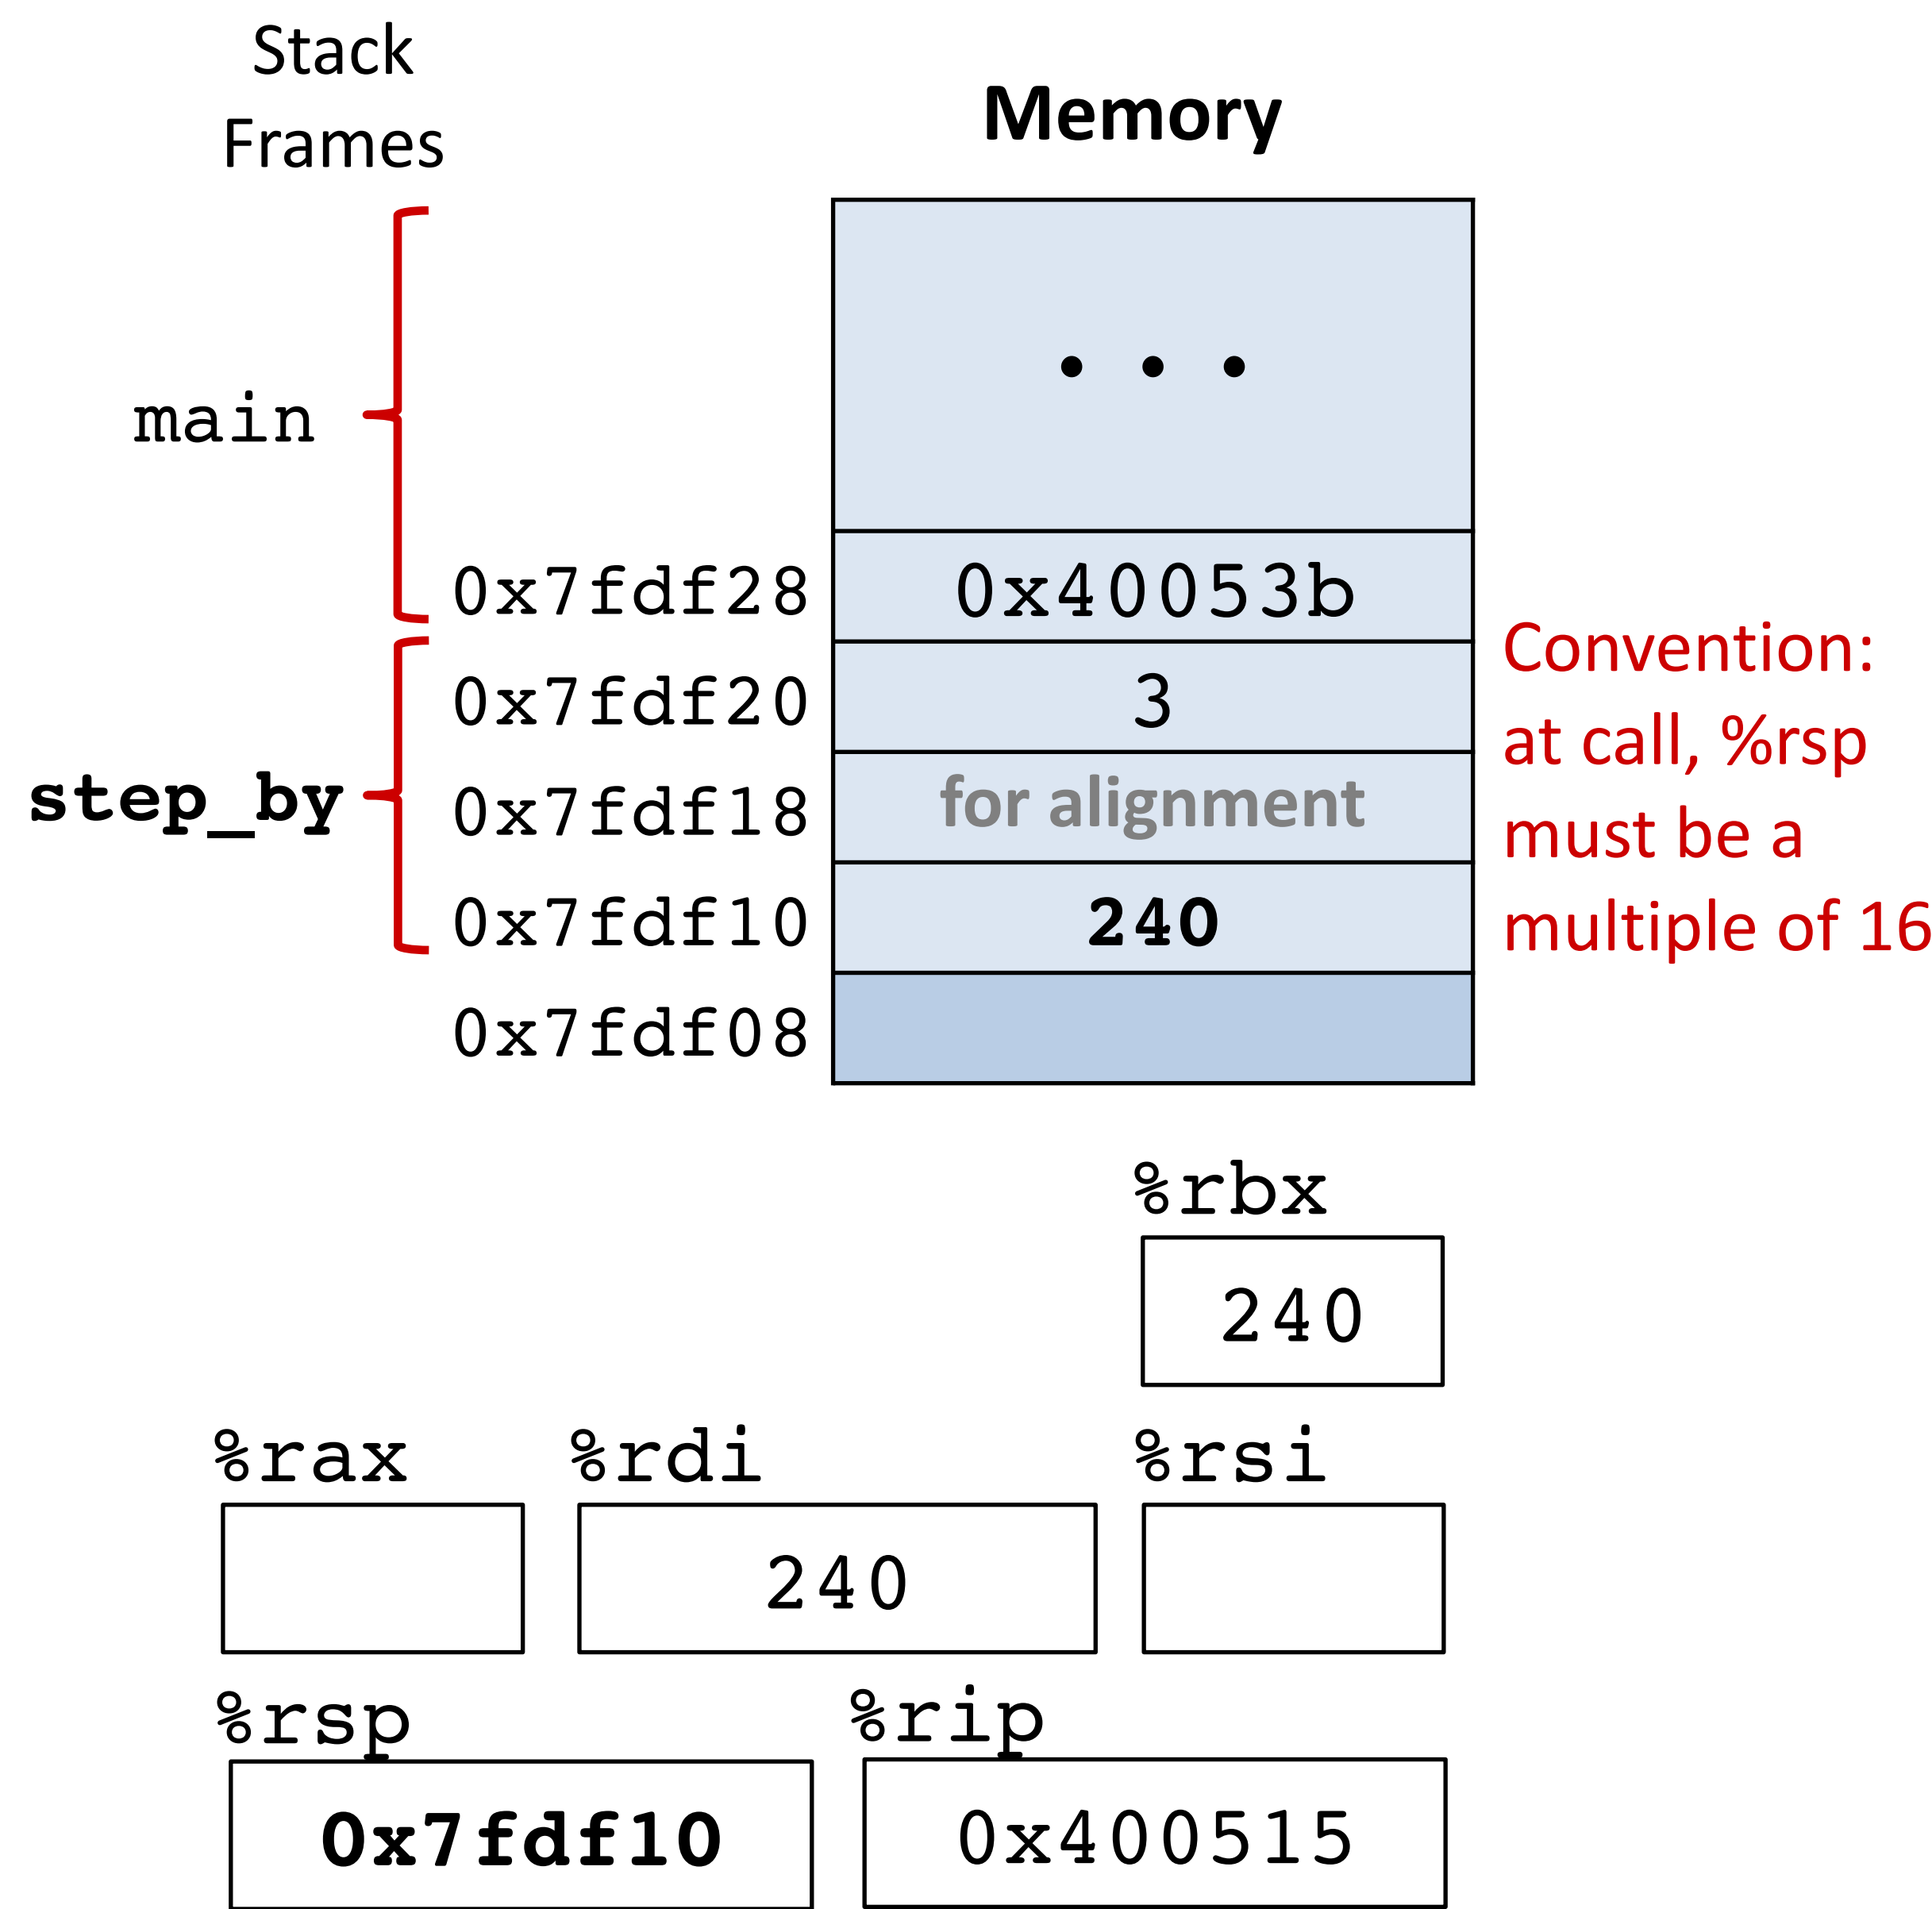 Stack
Frames
Memory
• • •
main
0x7fdf28
0x40053b
0x7fdf20
3
step_by
0x7fdf18
for alignment
0x7fdf10
240
0x7fdf08
Convention:
at call, %rsp
must be a
multiple of 16
%rbx
240
%rax
%rdi
%rsi
240
%rsp
%rip
0x7fdf10
0x400515